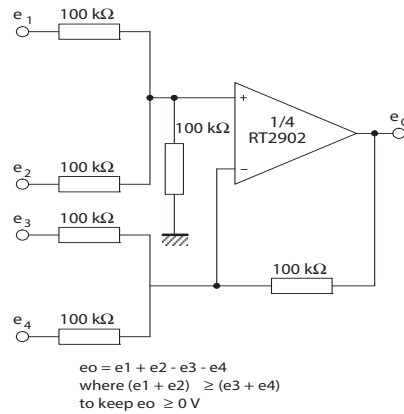 e1
100 kΩ
100 kΩ
+
1/4
RT2902
eO
e2
100 kΩ
−
e3
100 kΩ
100 kΩ
e4
100 kΩ
eo = e1 + e2 - e3 - e4
where (e1 + e2) ≥ (e3 + e4)
to keep eo ≥ 0 V